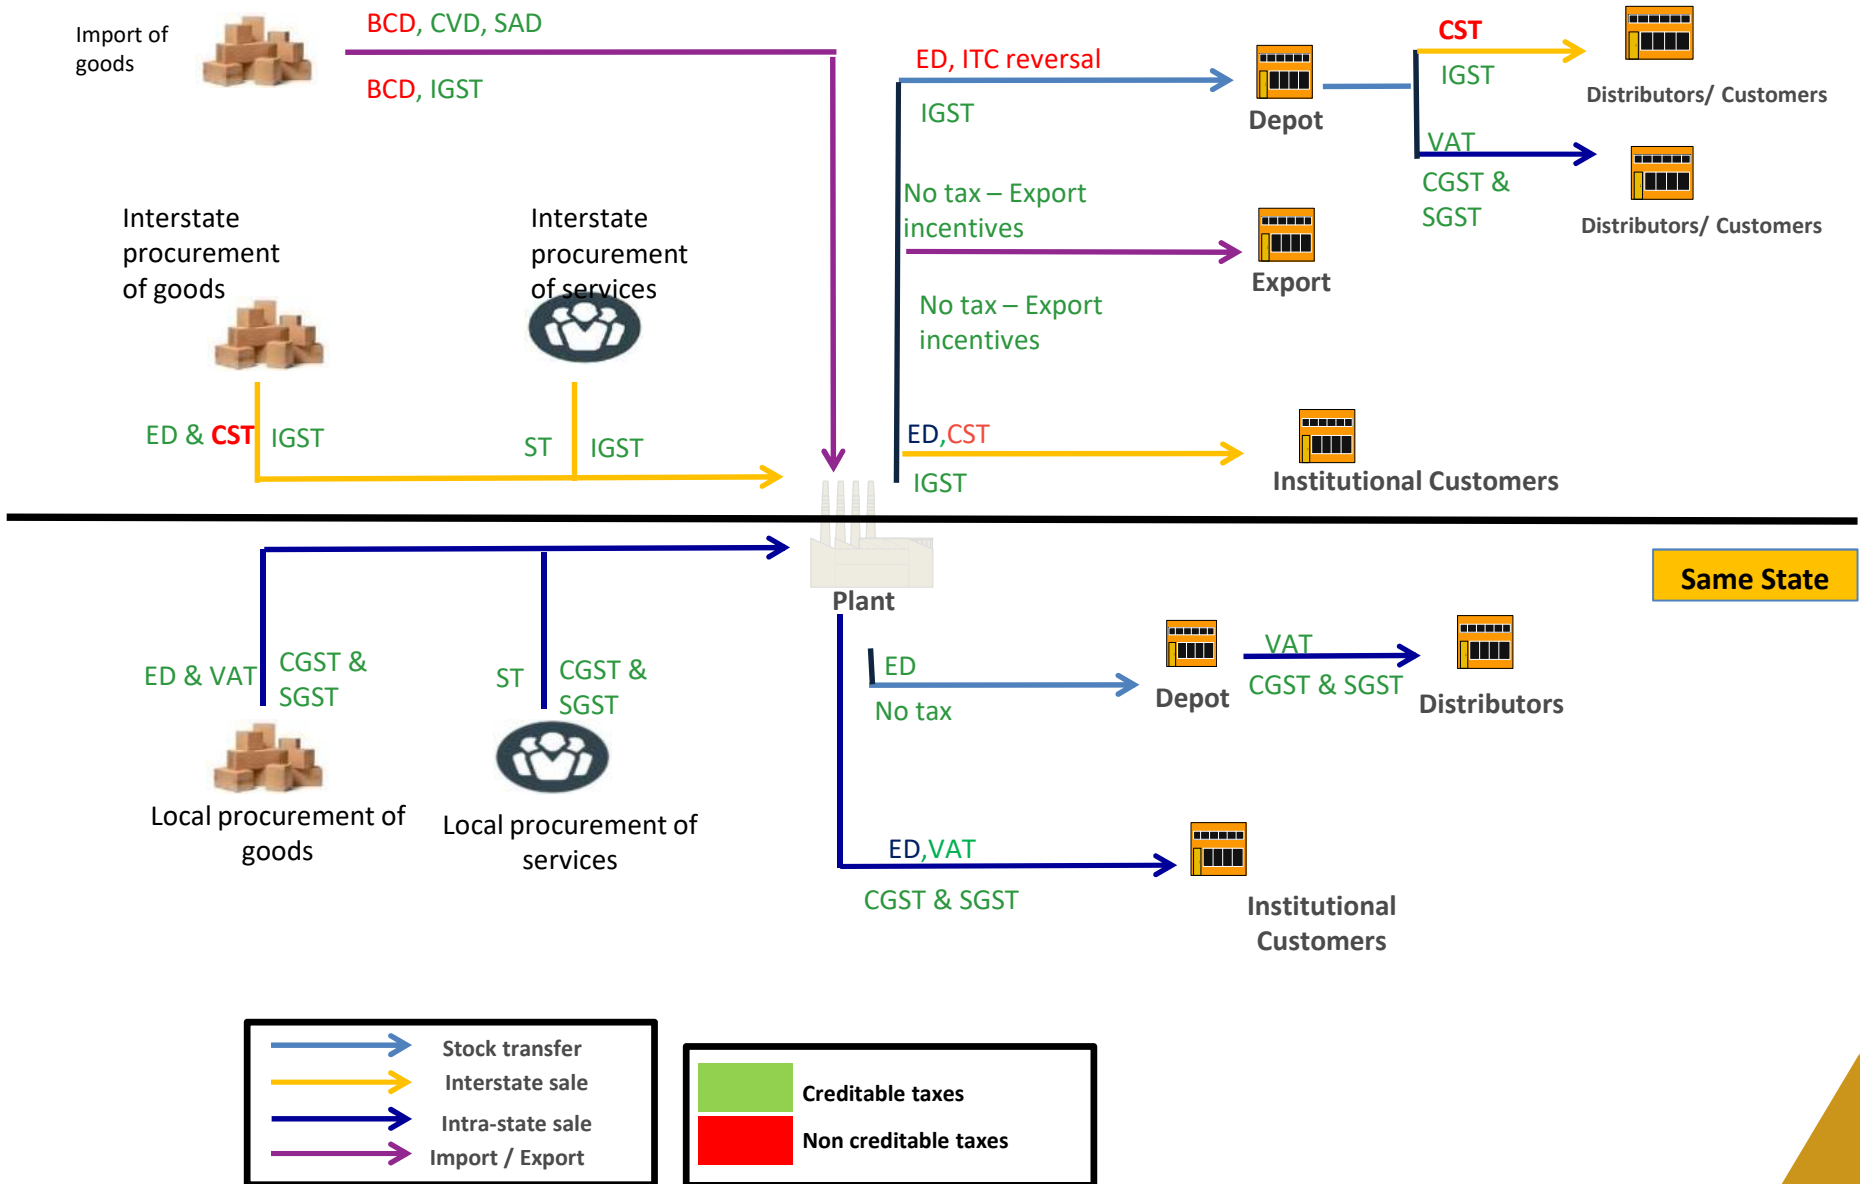 Import of
goods
BCD, CVD, SAD
BCD, IGST
ED, ITC reversal
IGST
Depot
CST
IGST
Distributors/ Customers
VAT
CGST &
SGST
Distributors/ Customers
Interstate
procurement
of goods
Interstate
procurement
of services
No tax – Export
incentives
Export
No tax – Export
incentives
ED & CST
IGST
ST
IGST
ED,CST
IGST
Institutional Customers
Same State
Plant
ED & VAT
CGST &
SGST
ST
CGST &
SGST
ED
No tax
Depot
VAT
CGST & SGST
Distributors
Local procurement of
goods
Local procurement of
services
ED,VAT
CGST & SGST
Institutional
Customers
Stock transfer
Interstate sale
Intra-state sale
Import / Export
Creditable taxes
Non creditable taxes